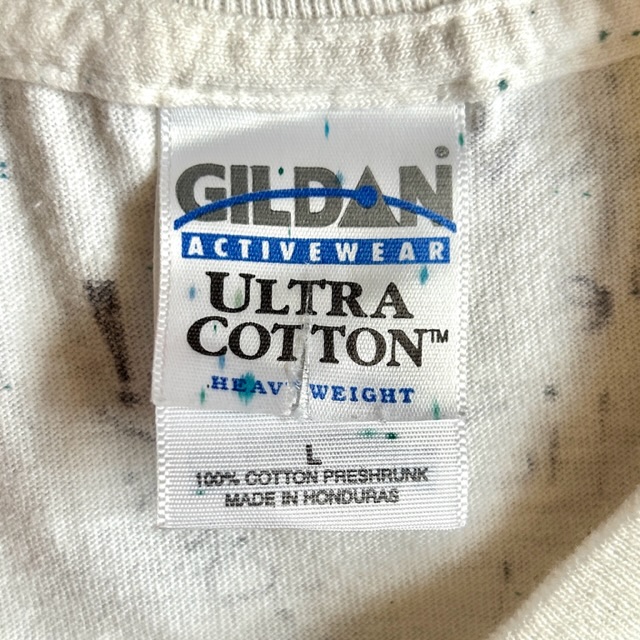 GILDAN®
ACTIVEWEAR
ULTRA
COTTON™
HEAVYWEIGHT
L
100% COTTON PRESHRUNK
MADE IN HONDURAS